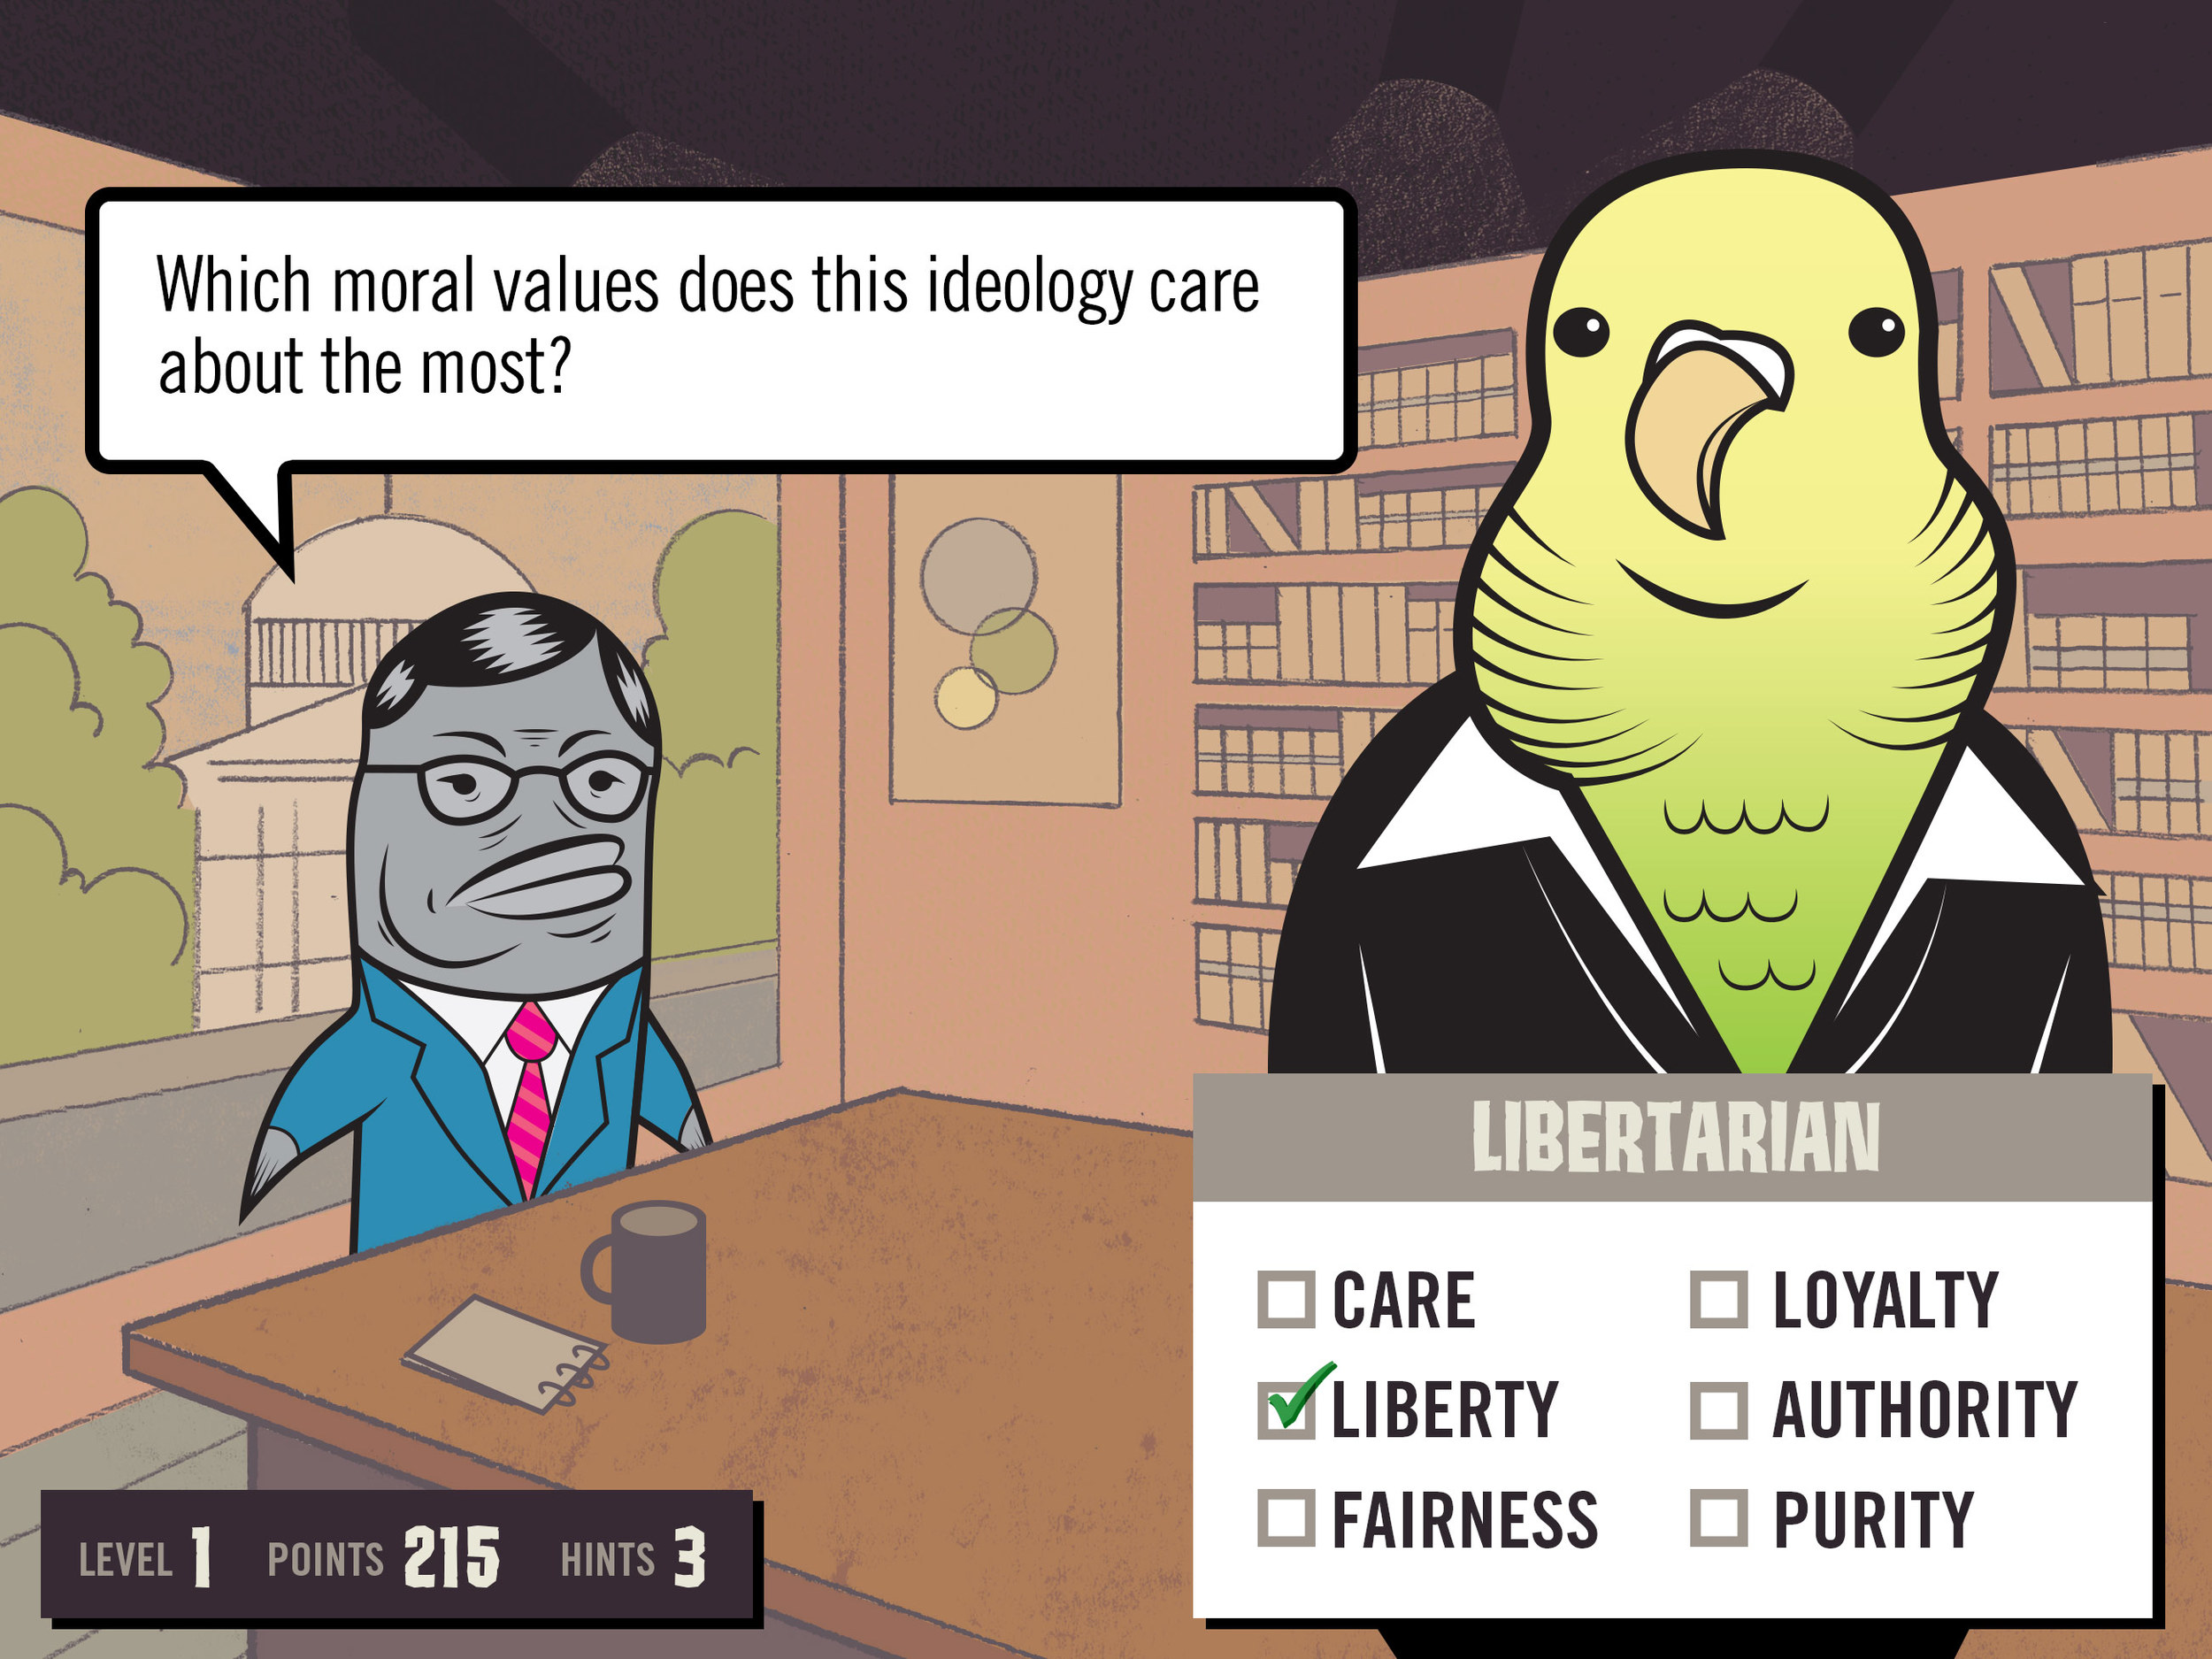 Which moral values does this ideology care
about the most?
LIBERTARIAN
CARE
LOYALTY
LIBERTY
AUTHORITY
FAIRNESS
PURITY
LEVEL 1 POINTS 215 HINTS 3